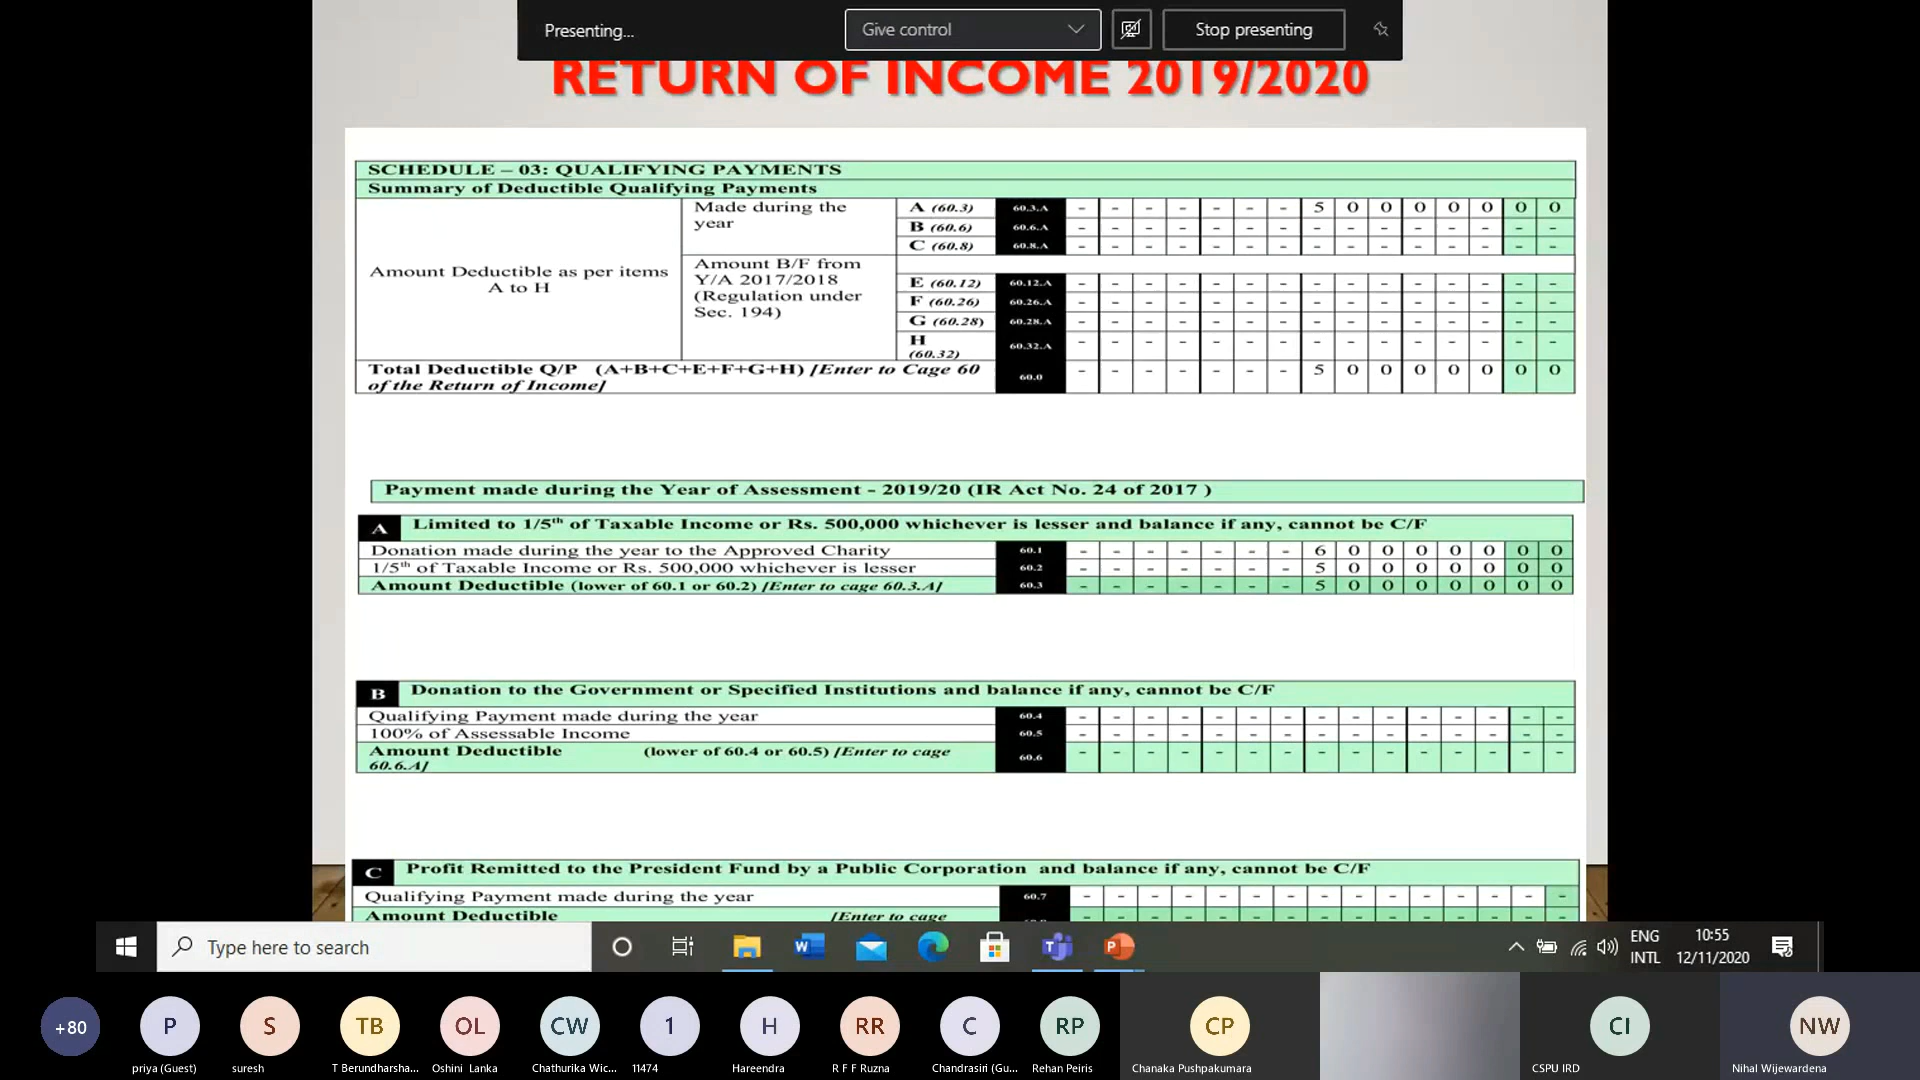 Presenting...
Give control
Stop presenting
RETURN OF INCOME 2019/2020
SCHEDULE – 03: QUALIFYING PAYMENTS
Summary of Deductible Qualifying Payments
Amount Deductible as per items
A to H
Made during the
year
A (60.3) 60.3.A - - - - - - - 5 0 0 0 0 0 0 0
B (60.6) 60.6.A - - - - - - - - - - - - - - -
C (60.8) 60.8.A - - - - - - - - - - - - - - -
Amount B/F from
Y/A 2017/2018
(Regulation under
Sec. 194)
E (60.12) 60.12.A - - - - - - - - - - - - - - -
F (60.26) 60.26.A - - - - - - - - - - - - - - -
G (60.28) 60.28.A - - - - - - - - - - - - - - -
H
(60.32) 60.32.A - - - - - - - - - - - - - - -
Total Deductible Q/P (A+B+C+E+F+G+H) [Enter to Cage 60
of the Return of Income] 60.0 - - - - - - - 5 0 0 0 0 0 0 0
Payment made during the Year of Assessment - 2019/20 (IR Act No. 24 of 2017 )
A Limited to 1/5th of Taxable Income or Rs. 500,000 whichever is lesser and balance if any, cannot be C/F
Donation made during the year to the Approved Charity 60.1 - - - - - - - 6 0 0 0 0 0 0 0
1/5th of Taxable Income or Rs. 500,000 whichever is lesser 60.2 - - - - - - - 5 0 0 0 0 0 0 0
Amount Deductible (lower of 60.1 or 60.2) [Enter to cage 60.3.A] 60.3 - - - - - - - 5 0 0 0 0 0 0 0
B Donation to the Government or Specified Institutions and balance if any, cannot be C/F
Qualifying Payment made during the year 60.4 - - - - - - - - - - - - - - -
100% of Assessable Income 60.5 - - - - - - - - - - - - - - -
Amount Deductible (lower of 60.4 or 60.5) [Enter to cage
60.6.A] 60.6 - - - - - - - - - - - - - - -
C Profit Remitted to the President Fund by a Public Corporation and balance if any, cannot be C/F
Qualifying Payment made during the year 60.7 - - - - - - - - - - - - - - -
Amount Deductible [Enter to cage
Type here to search
ENG
INTL
10:55
12/11/2020
+80
P
S
TB
OL
CW
1
H
RR
C
RP
CP
CI
NW
priya (Guest)
suresh
T Berundharsha...
Oshini Lanka
Chathurika Wic...
11474
Hareendra
R F F Ruzna
Chandrasiri (Gu...
Rehan Peiris
Chanaka Pushpakumara
CSPU IRD
Nihal Wijewardena